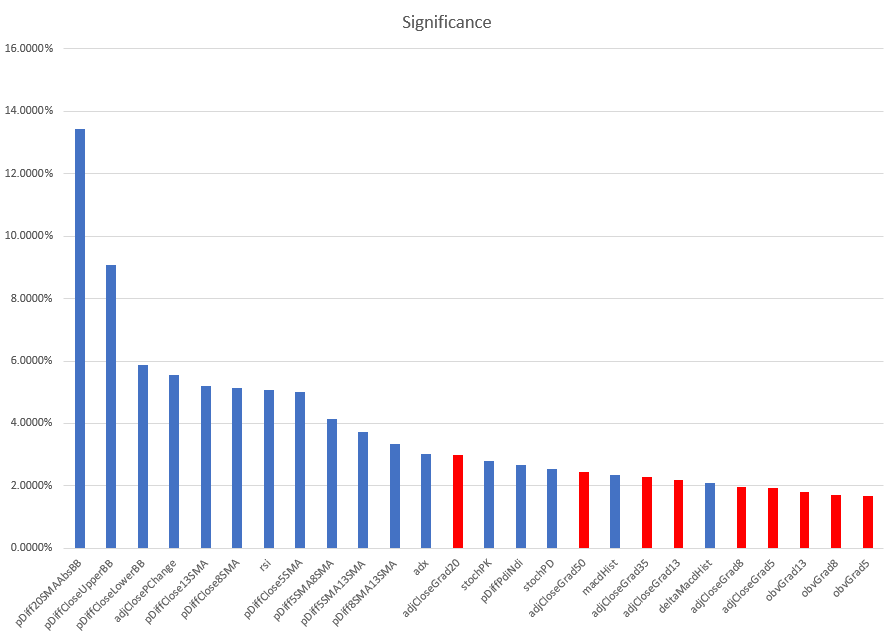 Significance
16.0000%
14.0000%
12.0000%
10.0000%
8.0000%
6.0000%
4.0000%
2.0000%
0.0000%
pDiff20SMAAbsBB
pDiffCloseUpperBB
pDiffCloseLowerBB
adjClosePChange
pDiffClose13SMA
pDiffClose8SMA
rsi
pDiffClose5SMA
pDiff5SMA8SMA
pDiff5SMA13SMA
pDiff8SMA13SMA
adx
adjCloseGrad20
stochPK
pDiffPdiNdi
stochPD
adjCloseGrad50
macdHist
adjCloseGrad35
adjCloseGrad13
deltaMacdHist
adjCloseGrad8
adjCloseGrad5
obvGrad13
obvGrad8
obvGrad5